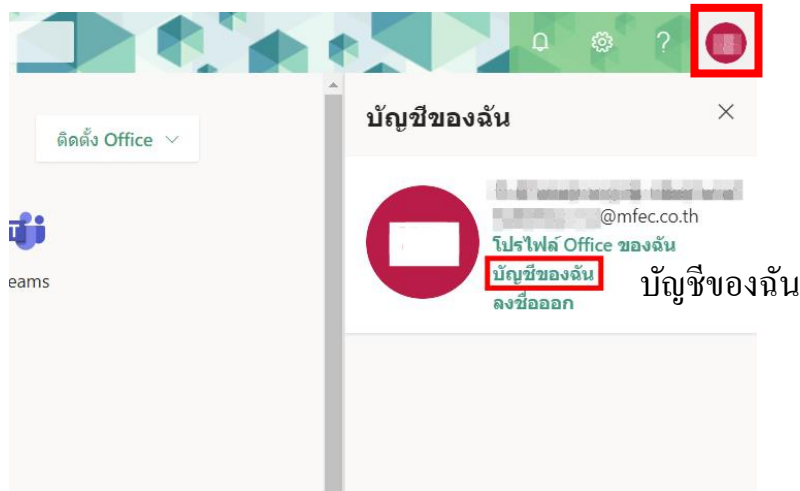 ?
บัญชีของฉัน
ติดตั้ง Office
@mfec.co.th
โปรไฟล์ Office ของฉัน
บัญชีของฉัน
บัญชีของฉัน
ลงชื่อออก
eams